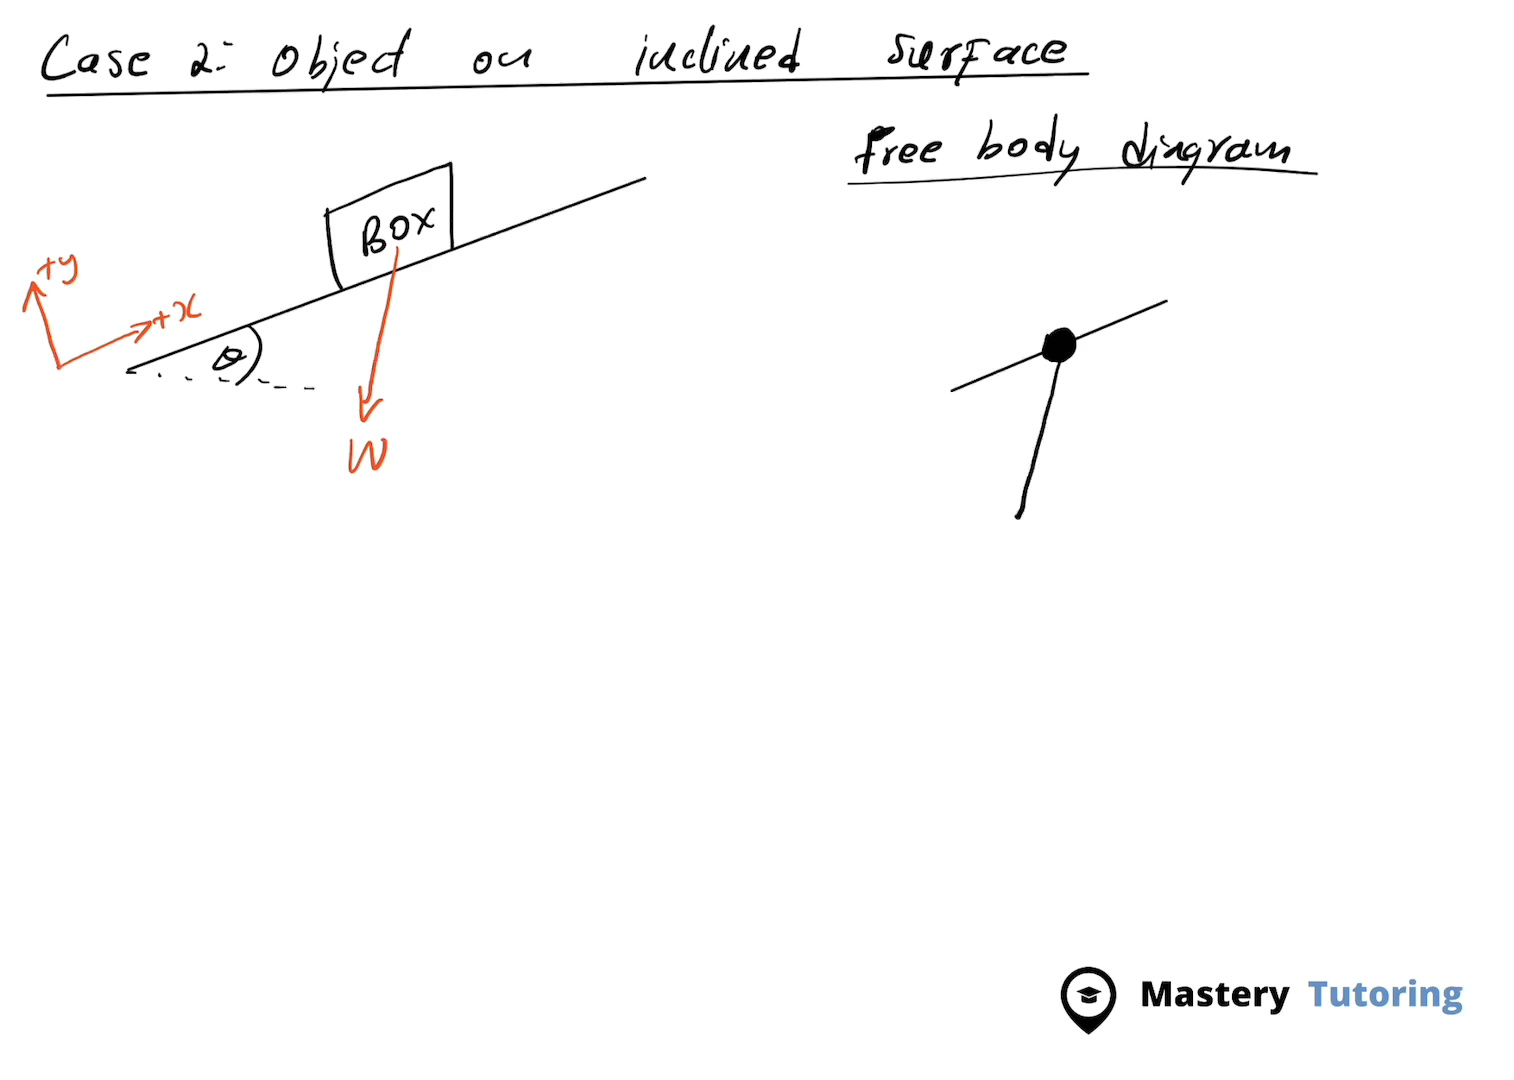 Case 2: Object on inclined surface
Free body diagram
BOX
+y
+x
θ
W
Mastery Tutoring